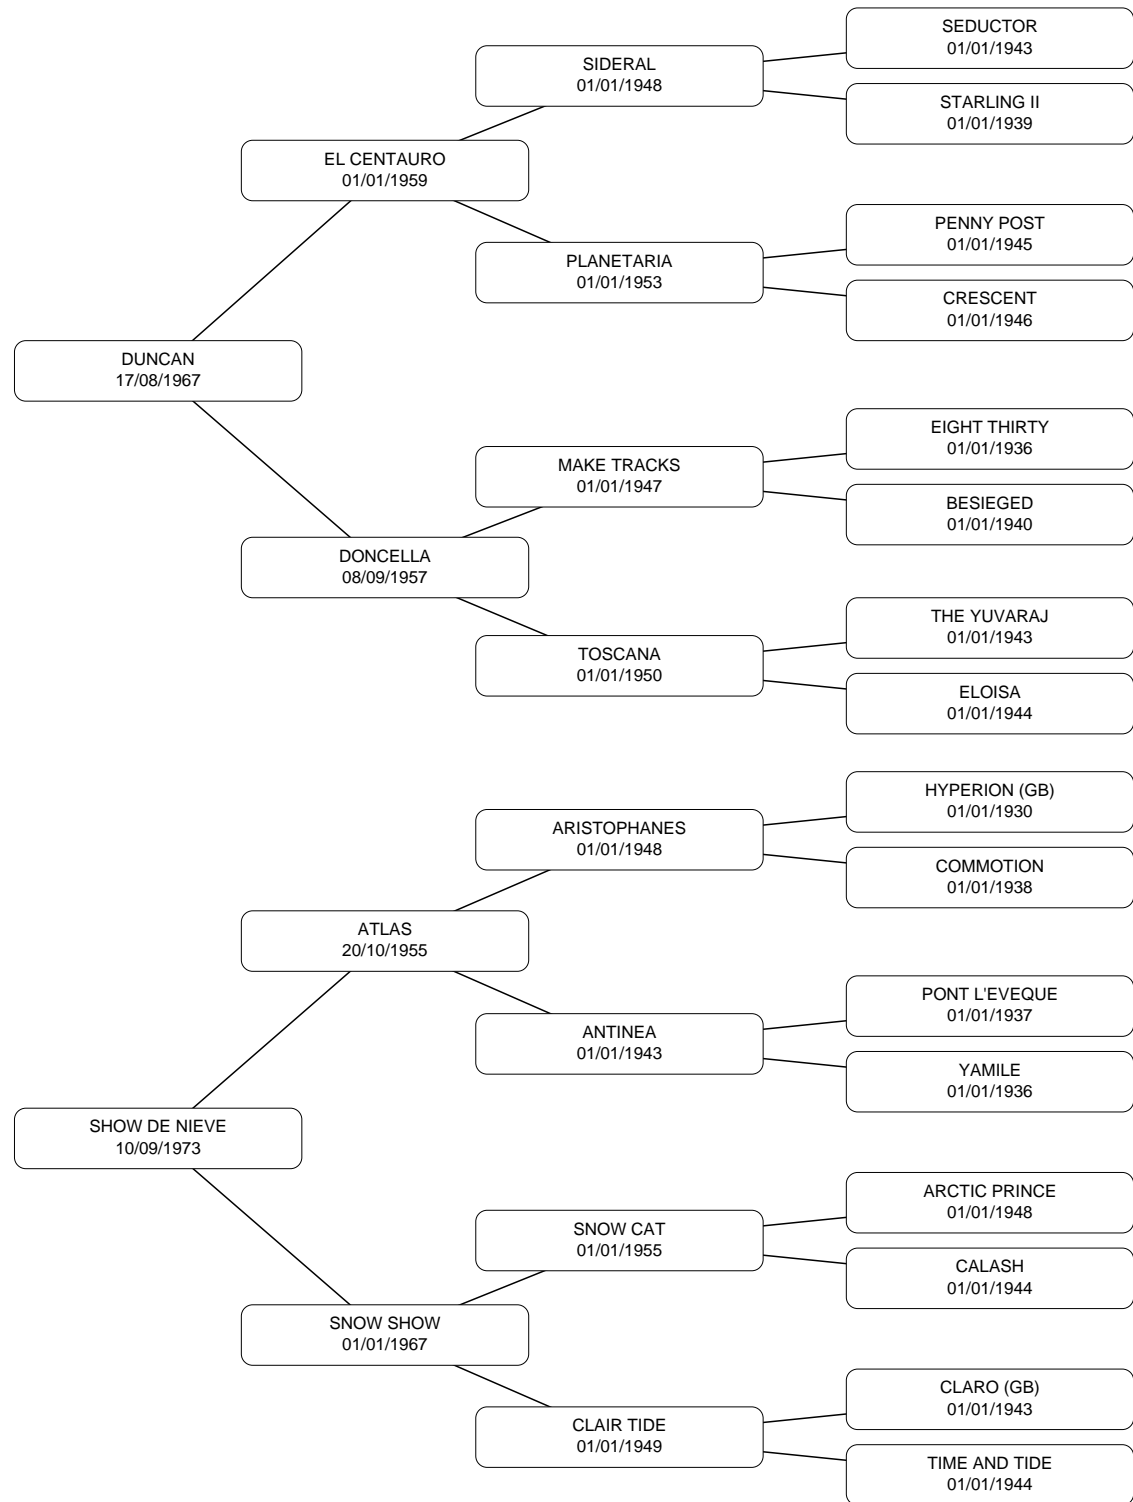 SEDUCTOR
01/01/1943
SIDERAL
01/01/1948
STARLING II
01/01/1939
EL CENTAURO
01/01/1959
PENNY POST
01/01/1945
PLANETARIA
01/01/1953
CRESCENT
01/01/1946
DUNCAN
17/08/1967
EIGHT THIRTY
01/01/1936
MAKE TRACKS
01/01/1947
BESIEGED
01/01/1940
DONCELLA
08/09/1957
THE YUVARAJ
01/01/1943
TOSCANA
01/01/1950
ELOISA
01/01/1944
HYPERION (GB)
01/01/1930
ARISTOPHANES
01/01/1948
COMMOTION
01/01/1938
ATLAS
20/10/1955
PONT L'EVEQUE
01/01/1937
ANTINEA
01/01/1943
YAMILE
01/01/1936
SHOW DE NIEVE
10/09/1973
ARCTIC PRINCE
01/01/1948
SNOW CAT
01/01/1955
CALASH
01/01/1944
SNOW SHOW
01/01/1967
CLARO (GB)
01/01/1943
CLAIR TIDE
01/01/1949
TIME AND TIDE
01/01/1944